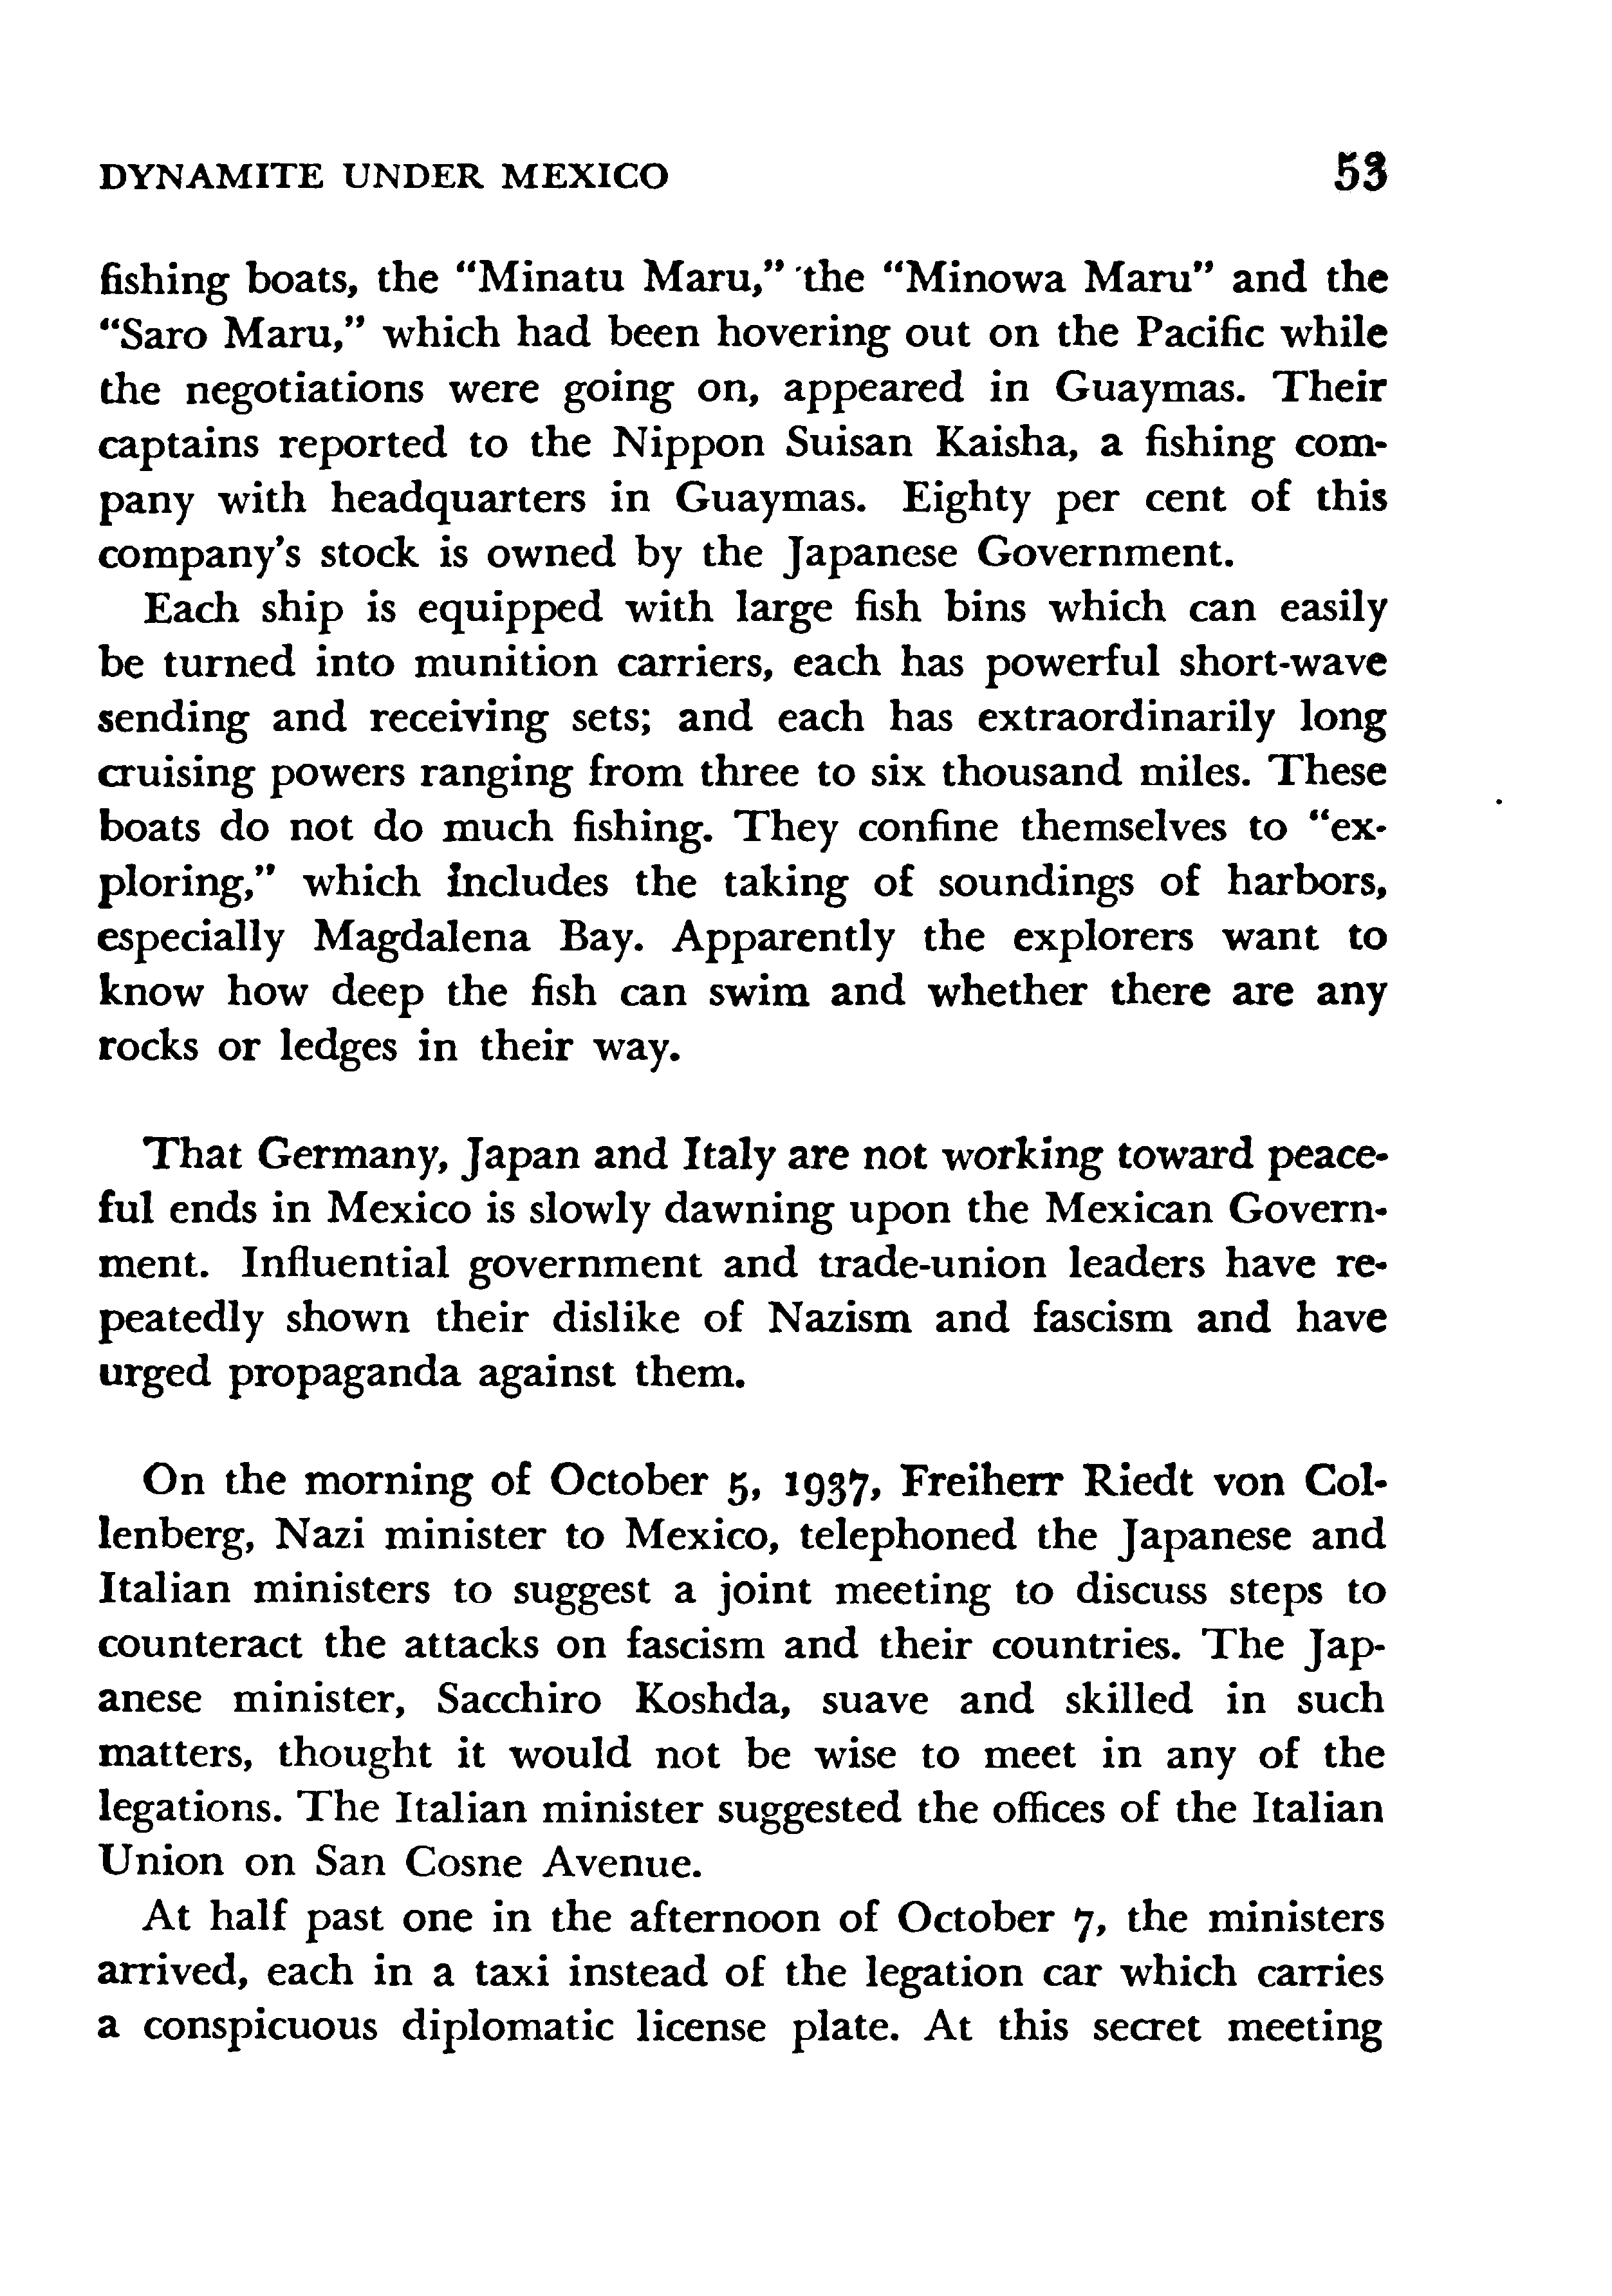 DYNAMITE UNDER MEXICO 53
fishing boats, the “Minatu Maru,” the “Minowa Maru” and the
“Saro Maru,” which had been hovering out on the Pacific while
the negotiations were going on, appeared in Guaymas. Their
captains reported to the Nippon Suisan Kaisha, a fishing com-
pany with headquarters in Guaymas. Eighty per cent of this
company’s stock is owned by the Japanese Government.
Each ship is equipped with large fish bins which can easily
be turned into munition carriers, each has powerful short-wave
sending and receiving sets; and each has extraordinarily long
cruising powers ranging from three to six thousand miles. These
boats do not do much fishing. They confine themselves to “ex-
ploring,” which includes the taking of soundings of harbors,
especially Magdalena Bay. Apparently the explorers want to
know how deep the fish can swim and whether there are any
rocks or ledges in their way.
That Germany, Japan and Italy are not working toward peace-
ful ends in Mexico is slowly dawning upon the Mexican Govern-
ment. Influential government and trade-union leaders have re-
peatedly shown their dislike of Nazism and fascism and have
urged propaganda against them.
On the morning of October 5, 1937, Freiherr Riedt von Col-
lenberg, Nazi minister to Mexico, telephoned the Japanese and
Italian ministers to suggest a joint meeting to discuss steps to
counteract the attacks on fascism and their countries. The Jap-
anese minister, Sacchiro Koshda, suave and skilled in such
matters, thought it would not be wise to meet in any of the
legations. The Italian minister suggested the offices of the Italian
Union on San Cosne Avenue.
At half past one in the afternoon of October 7, the ministers
arrived, each in a taxi instead of the legation car which carries
a conspicuous diplomatic license plate. At this secret meeting